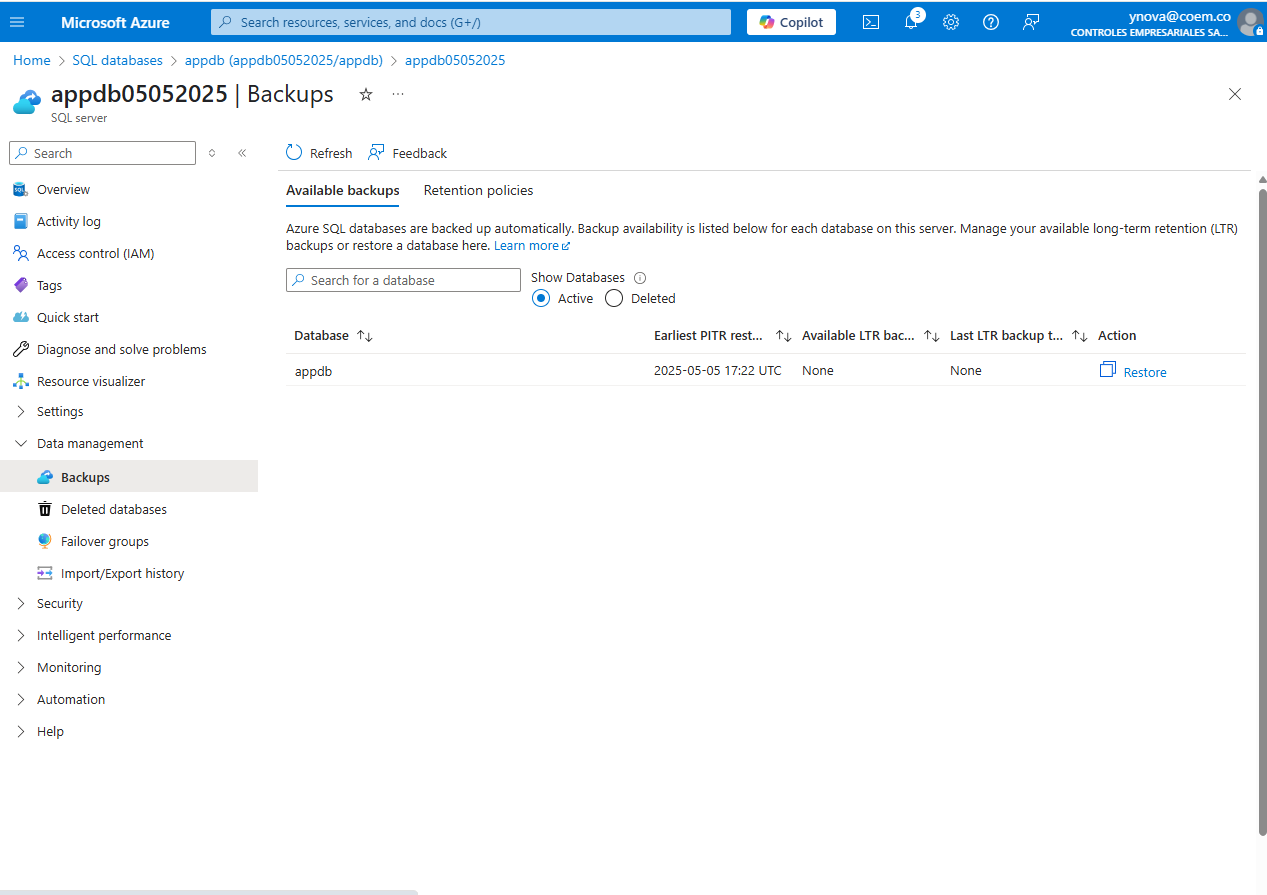 Microsoft Azure
Search resources, services, and docs (G+/)
Copilot
3
ynova@coem.co
CONTROLES EMPRESARIALES SA...
Home > SQL databases > appdb (appdb05052025/appdb) > appdb05052025
appdb05052025 | Backups
SQL server
Search
Refresh
Feedback
Overview
Activity log
Access control (IAM)
Tags
Quick start
Diagnose and solve problems
Resource visualizer
Settings
Data management
Backups
Deleted databases
Failover groups
Import/Export history
Security
Intelligent performance
Monitoring
Automation
Help
Available backups
Retention policies
Azure SQL databases are backed up automatically. Backup availability is listed below for each database on this server. Manage your available long-term retention (LTR)
backups or restore a database here. Learn more
Search for a database
Show Databases
Active
Deleted
Database Earliest PITR rest... Available LTR bac... Last LTR backup t... Action
appdb 2025-05-05 17:22 UTC None None Restore